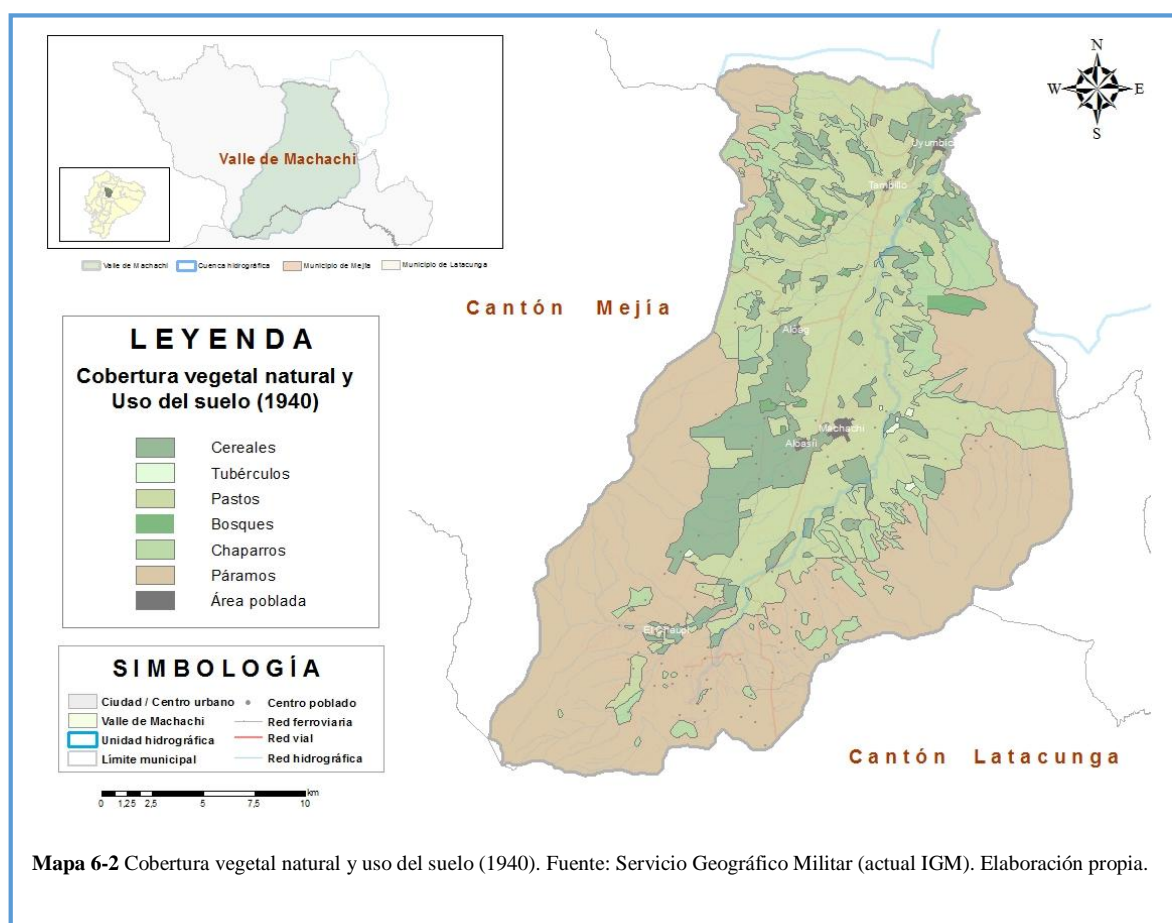 Valle de Machachi
Valle de Machachi
Cuenca hidrográfica
Municipio de Mejía
Municipio de Latacunga
N
W
E
S
Cantón Mejía
Uyumbicho
Tambillo
Alóag
Machachi
Aloasíi
El Chaupi
Cantón Latacunga
LEYENDA
Cobertura vegetal natural y
Uso del suelo (1940)
Cereales
Tubérculos
Pastos
Bosques
Chaparros
Páramos
Área poblada
SIMBOLOGÍA
Ciudad / Centro urbano
Centro poblado
Valle de Machachi
Red ferroviaria
Unidad hidrográfica
Red vial
Límite municipal
Red hidrográfica
km
0 1,25 2,5 5 7,5 10
Mapa 6-2 Cobertura vegetal natural y uso del suelo (1940). Fuente: Servicio Geográfico Militar (actual IGM). Elaboración propia.